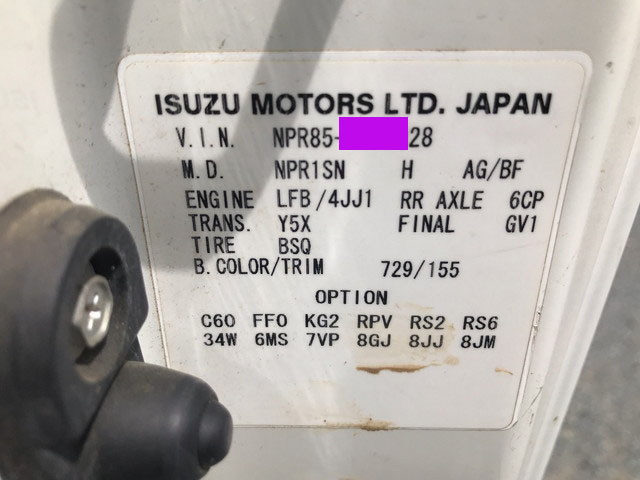 ISUZU MOTORS LTD. JAPAN
V.I.N. NPR85- 28
M.D. NPR1SN H AG/BF
ENGINE LFB/4JJ1 RR AXLE 6CP
TRANS. Y5X FINAL GV1
TIRE BSQ
B.COLOR/TRIM 729/155
OPTION
C60 FF0 KG2 RPV RS2 RS6
34W 6MS 7VP 8GJ 8JJ 8JM